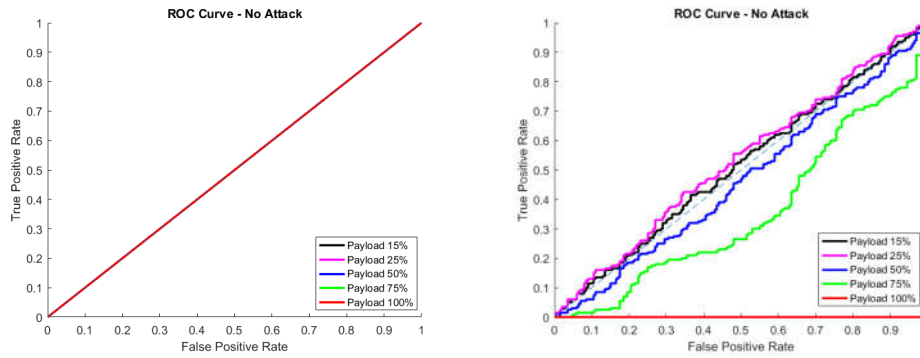 ROC Curve - No Attack
1
0.9
0.8
0.7
0.6
0.5
0.4
0.3
0.2
0.1
0
True Positive Rate
Payload 15%
Payload 25%
Payload 50%
Payload 75%
Payload 100%
0 0.1 0.2 0.3 0.4 0.5 0.6 0.7 0.8 0.9 1
False Positive Rate
ROC Curve - No Attack
1
0.9
0.8
0.7
0.6
0.5
0.4
0.3
0.2
0.1
0
True Positive Rate
Payload 15%
Payload 25%
Payload 50%
Payload 75%
Payload 100%
0 0.1 0.2 0.3 0.4 0.5 0.6 0.7 0.8 0.9
False Positive Rate